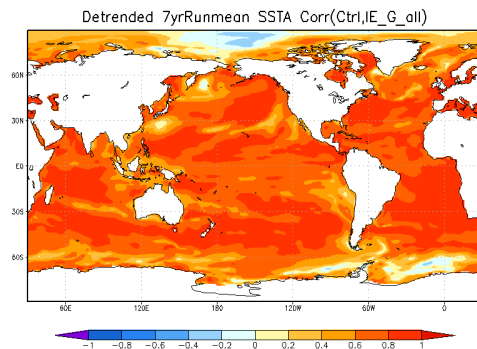 Detrended 7yrRunmean SSTA Corr(Ctrl,IE_G_all)
60N
30N
EQ
30S
60S
60E 120E 180 120W 60W 0
-1 -0.8 -0.6 -0.4 -0.2 0 0.2 0.4 0.6 0.8 1